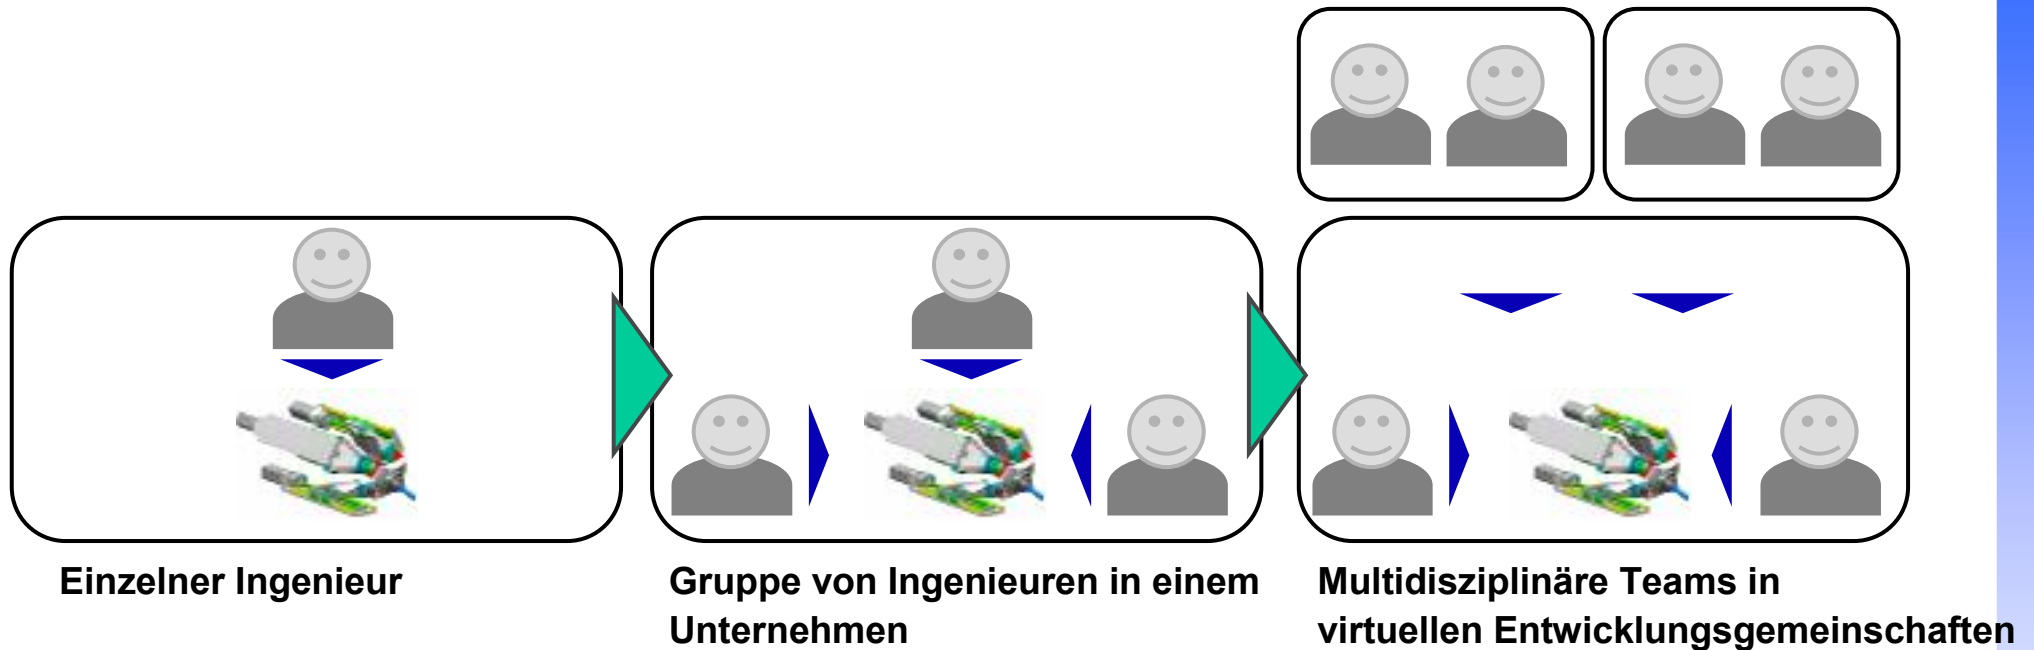 Einzelner Ingenieur
Gruppe von Ingenieuren in einem
Unternehmen
Multidisziplinäre Teams in
virtuellen Entwicklungsgemeinschaften